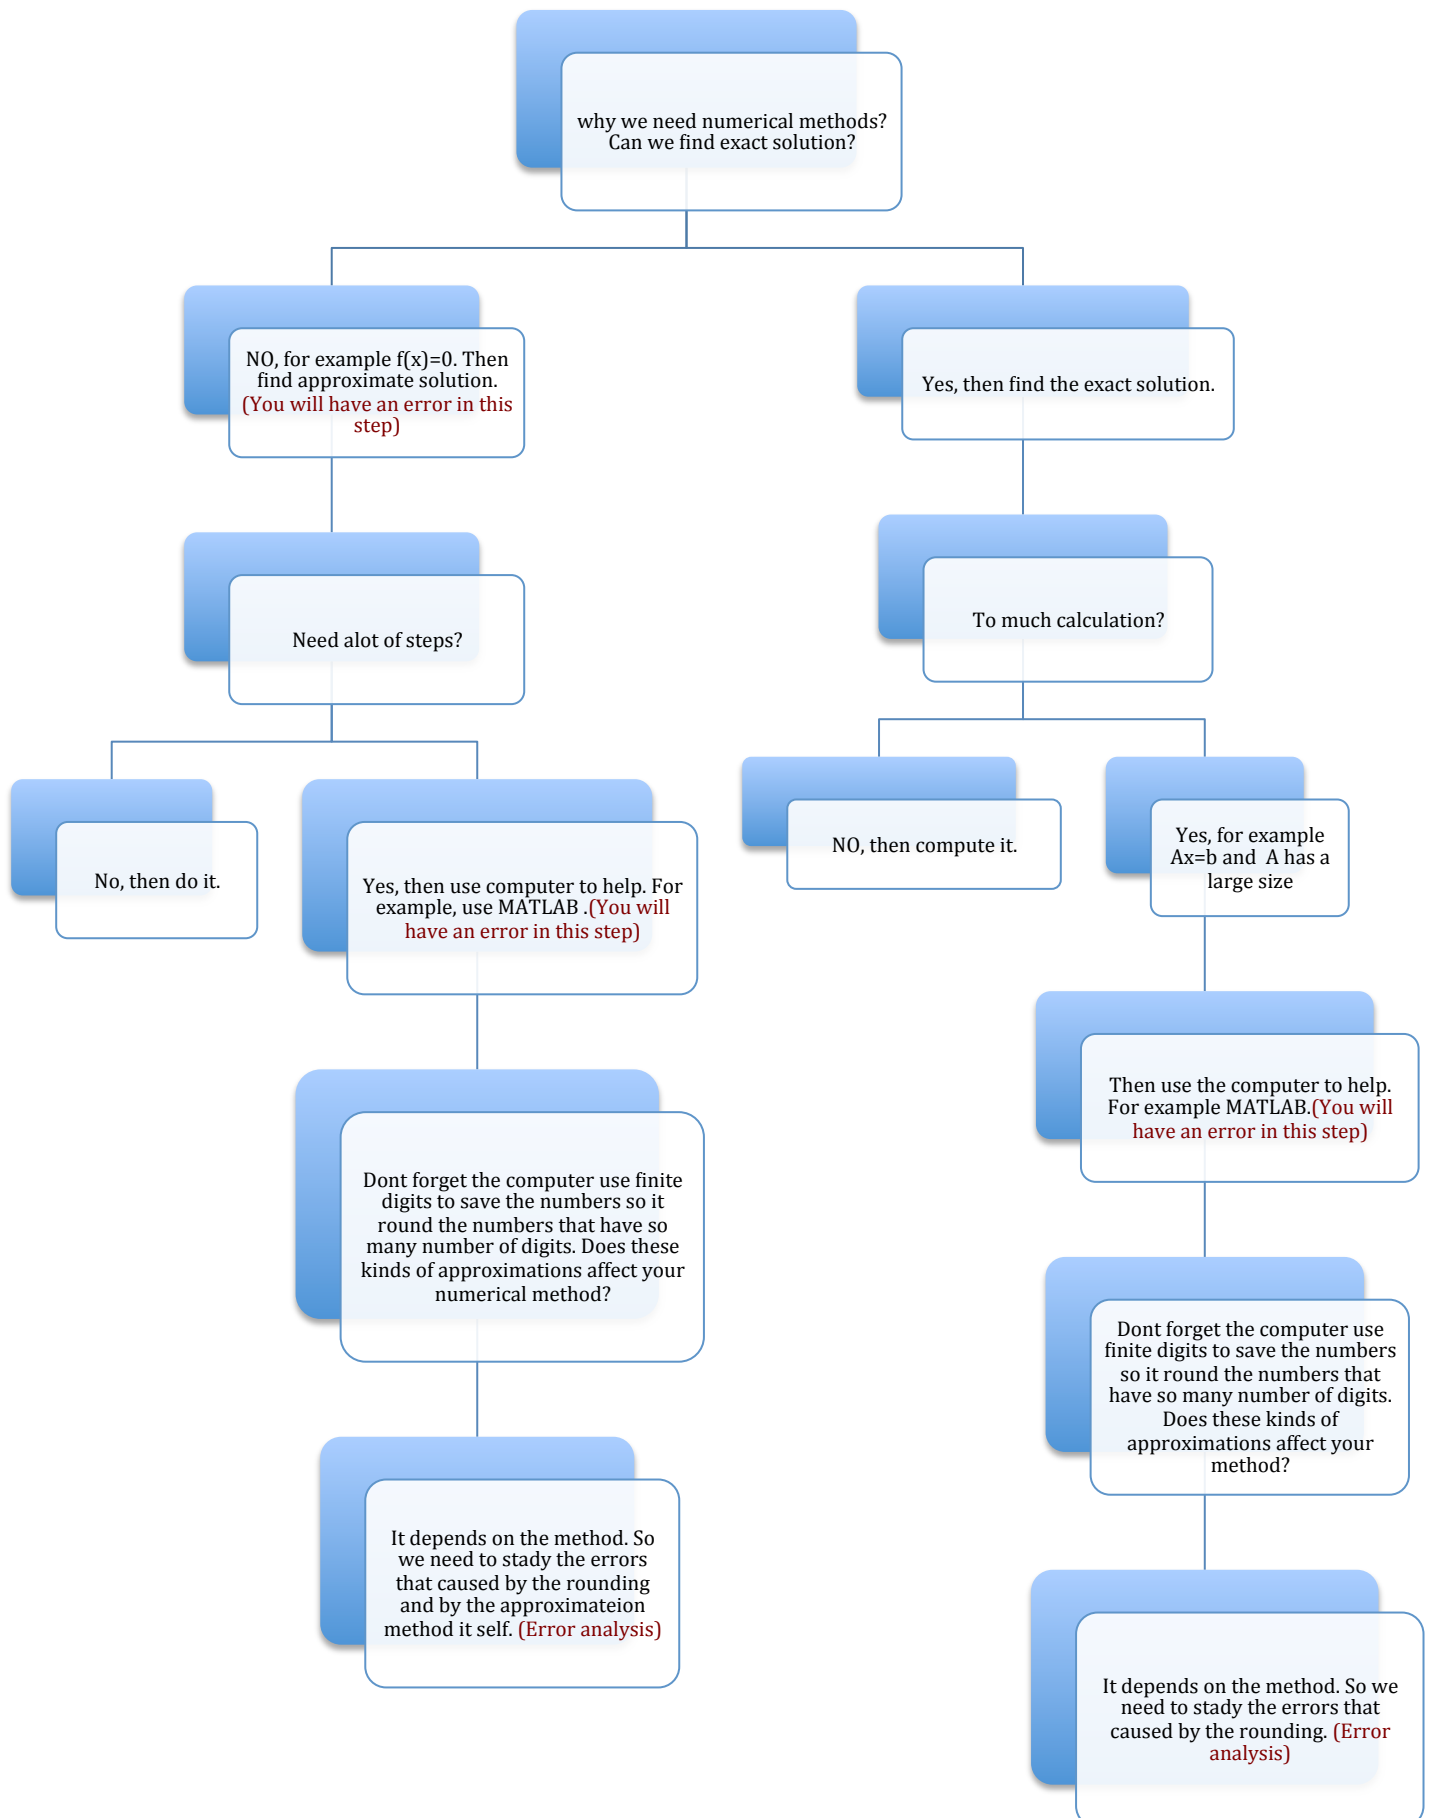 why we need numerical methods?
Can we find exact solution?
NO, for example f(x)=0. Then
find approximate solution.
(You will have an error in this
step)
Yes, then find the exact solution.
Need alot of steps?
To much calculation?
No, then do it.
Yes, then use computer to help. For
example, use MATLAB .(You will
have an error in this step)
NO, then compute it.
Yes, for example
Ax=b and A has a
large size
Then use the computer to help.
For example MATLAB.(You will
have an error in this step)
Dont forget the computer use finite
digits to save the numbers so it
round the numbers that have so
many number of digits. Does these
kinds of approximations affect your
numerical method?
Dont forget the computer use
finite digits to save the numbers
so it round the numbers that
have so many number of digits.
Does these kinds of
approximations affect your
method?
It depends on the method. So
we need to stady the errors
that caused by the rounding
and by the approximateion
method it self. (Error analysis)
It depends on the method. So we
need to stady the errors that
caused by the rounding. (Error
analysis)